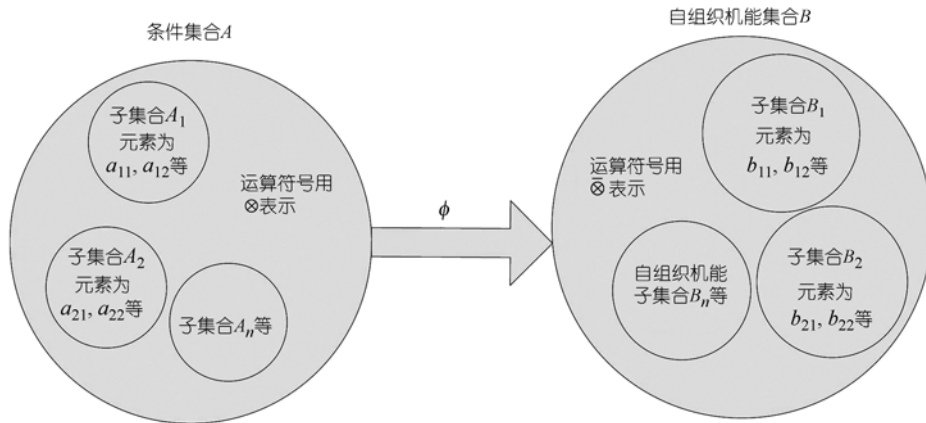 条件集合A
子集合A₁
元素为
a₁₁, a₁₂等
运算符号用
⊗表示
子集合A₂
元素为
a₂₁, a₂₂等
子集合Aₙ等
ϕ
自组织机能集合B
子集合B₁
元素为
b₁₁, b₁₂等
运算符号用
⊗̄表示
自组织机能
子集合Bₙ等
子集合B₂
元素为
b₂₁, b₂₂等